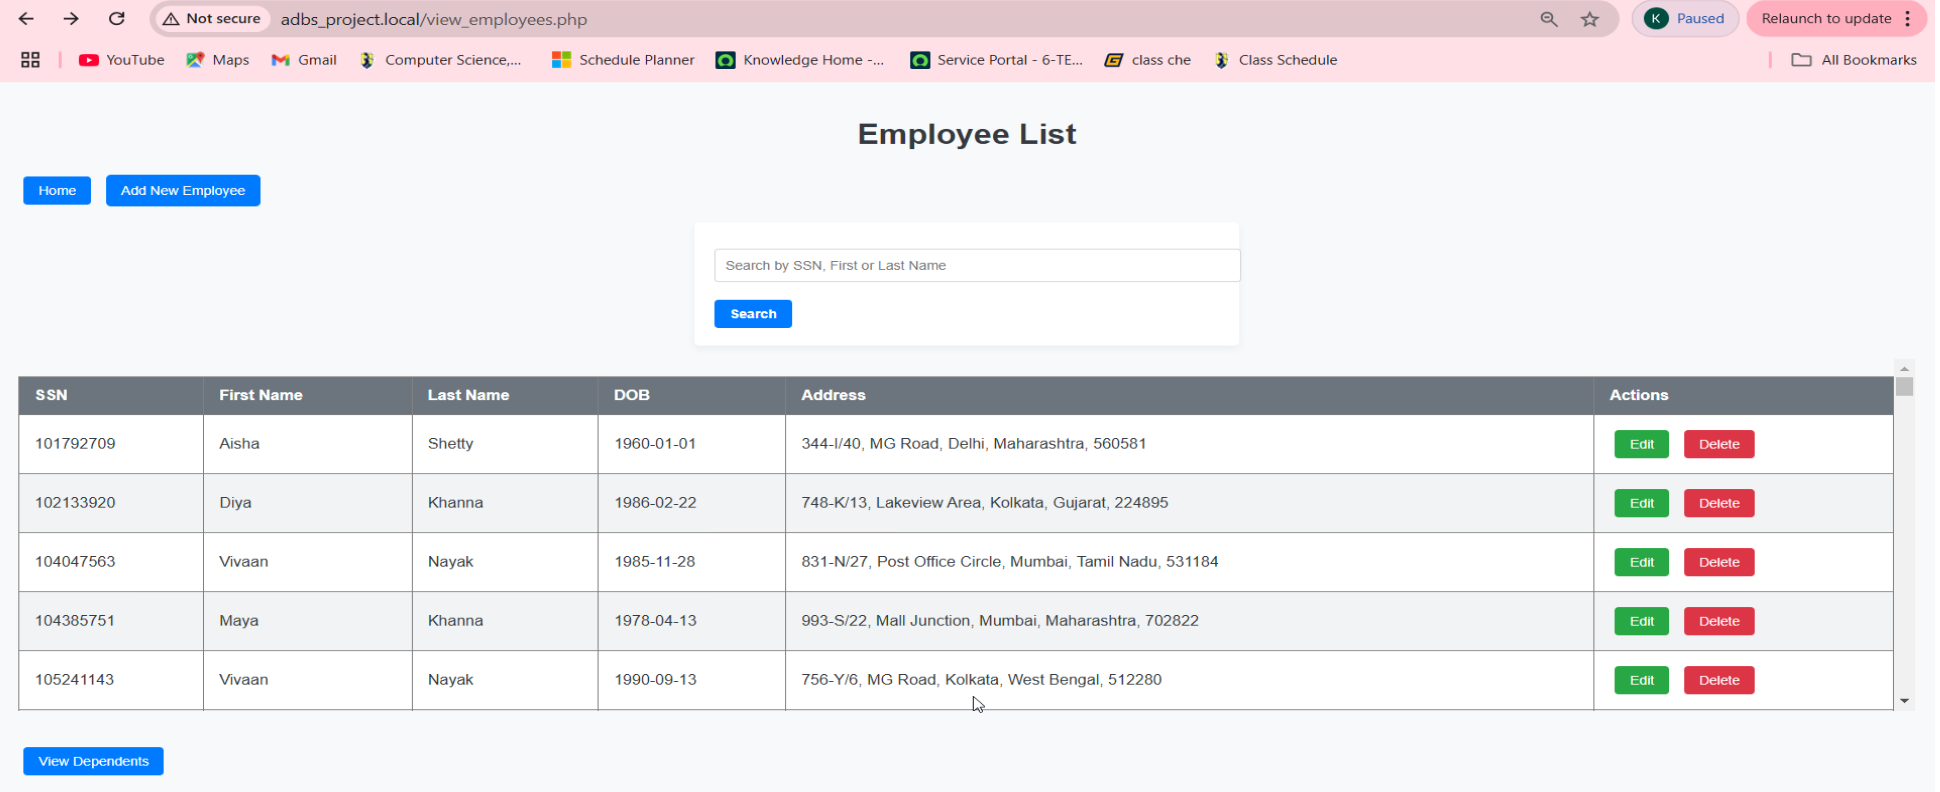 Not secure adbs_project.local/view_employees.php K Paused Relaunch to update
YouTube Maps Gmail Computer Science,... Schedule Planner Knowledge Home -... Service Portal - 6-TE... class che Class Schedule All Bookmarks
Employee List
Home Add New Employee
Search by SSN, First or Last Name
Search
SSN First Name Last Name DOB Address Actions
101792709 Aisha Shetty 1960-01-01 344-I/40, MG Road, Delhi, Maharashtra, 560581 Edit Delete
102133920 Diya Khanna 1986-02-22 748-K/13, Lakeview Area, Kolkata, Gujarat, 224895 Edit Delete
104047563 Vivaan Nayak 1985-11-28 831-N/27, Post Office Circle, Mumbai, Tamil Nadu, 531184 Edit Delete
104385751 Maya Khanna 1978-04-13 993-S/22, Mall Junction, Mumbai, Maharashtra, 702822 Edit Delete
105241143 Vivaan Nayak 1990-09-13 756-Y/6, MG Road, Kolkata, West Bengal, 512280 Edit Delete
View Dependents